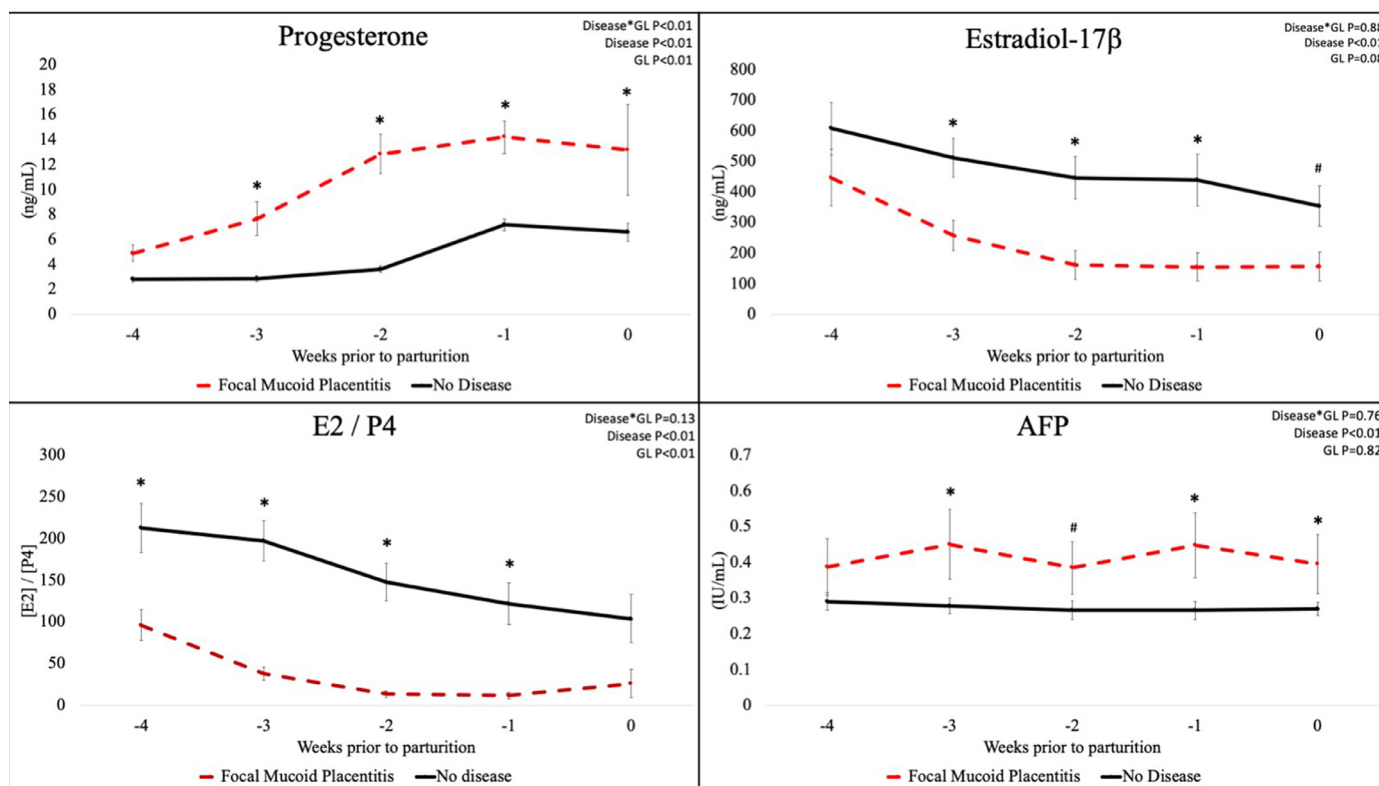 Progesterone
Disease*GL P<0.01
Disease P<0.01
GL P<0.01
20
18
16
14
12
10
8
6
4
2
0
(ng/mL)
* * * *
-4 -3 -2 -1 0
Weeks prior to parturition
Focal Mucoid Placentitis No Disease
Estradiol-17β
Disease*GL P=0.88
Disease P<0.01
GL P=0.08
800
700
600
500
400
300
200
100
0
(ng/mL)
* * * #
-4 -3 -2 -1 0
Weeks prior to parturition
Focal Mucoid Placentitis No Disease
E2 / P4
Disease*GL P=0.13
Disease P<0.01
GL P<0.01
300
250
200
150
100
50
0
[E2] / [P4]
* * * *
-4 -3 -2 -1 0
Weeks prior to parturition
Focal Mucoid Placentitis No disease
AFP
Disease*GL P=0.76
Disease P<0.01
GL P=0.82
0.7
0.6
0.5
0.4
0.3
0.2
0.1
0
(IU/mL)
* # * *
-4 -3 -2 -1 0
Weeks prior to parturition
Focal Mucoid Placentitis No Disease